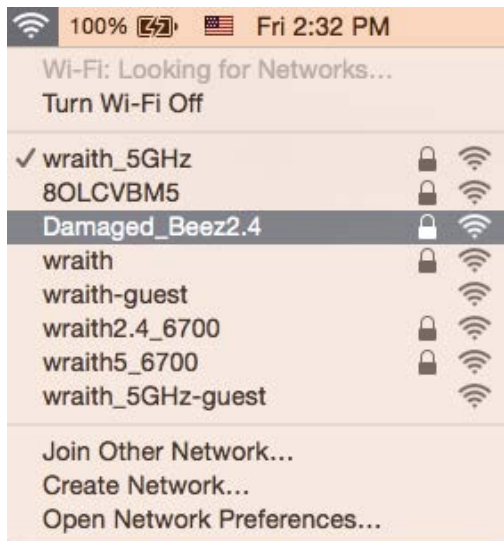 100% Fri 2:32 PM
Wi-Fi: Looking for Networks...
Turn Wi-Fi Off
wraith_5GHz
8OLCVBM5
Damaged_Beez2.4
wraith
wraith-guest
wraith2.4_6700
wraith5_6700
wraith_5GHz-guest
Join Other Network...
Create Network...
Open Network Preferences...